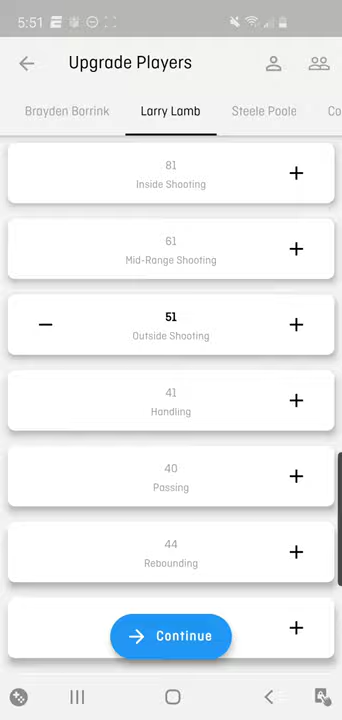 5:51
Upgrade Players
Brayden Borrink Larry Lamb Steele Poole Co
81
Inside Shooting
61
Mid-Range Shooting
51
Outside Shooting
41
Handling
40
Passing
44
Rebounding
Continue